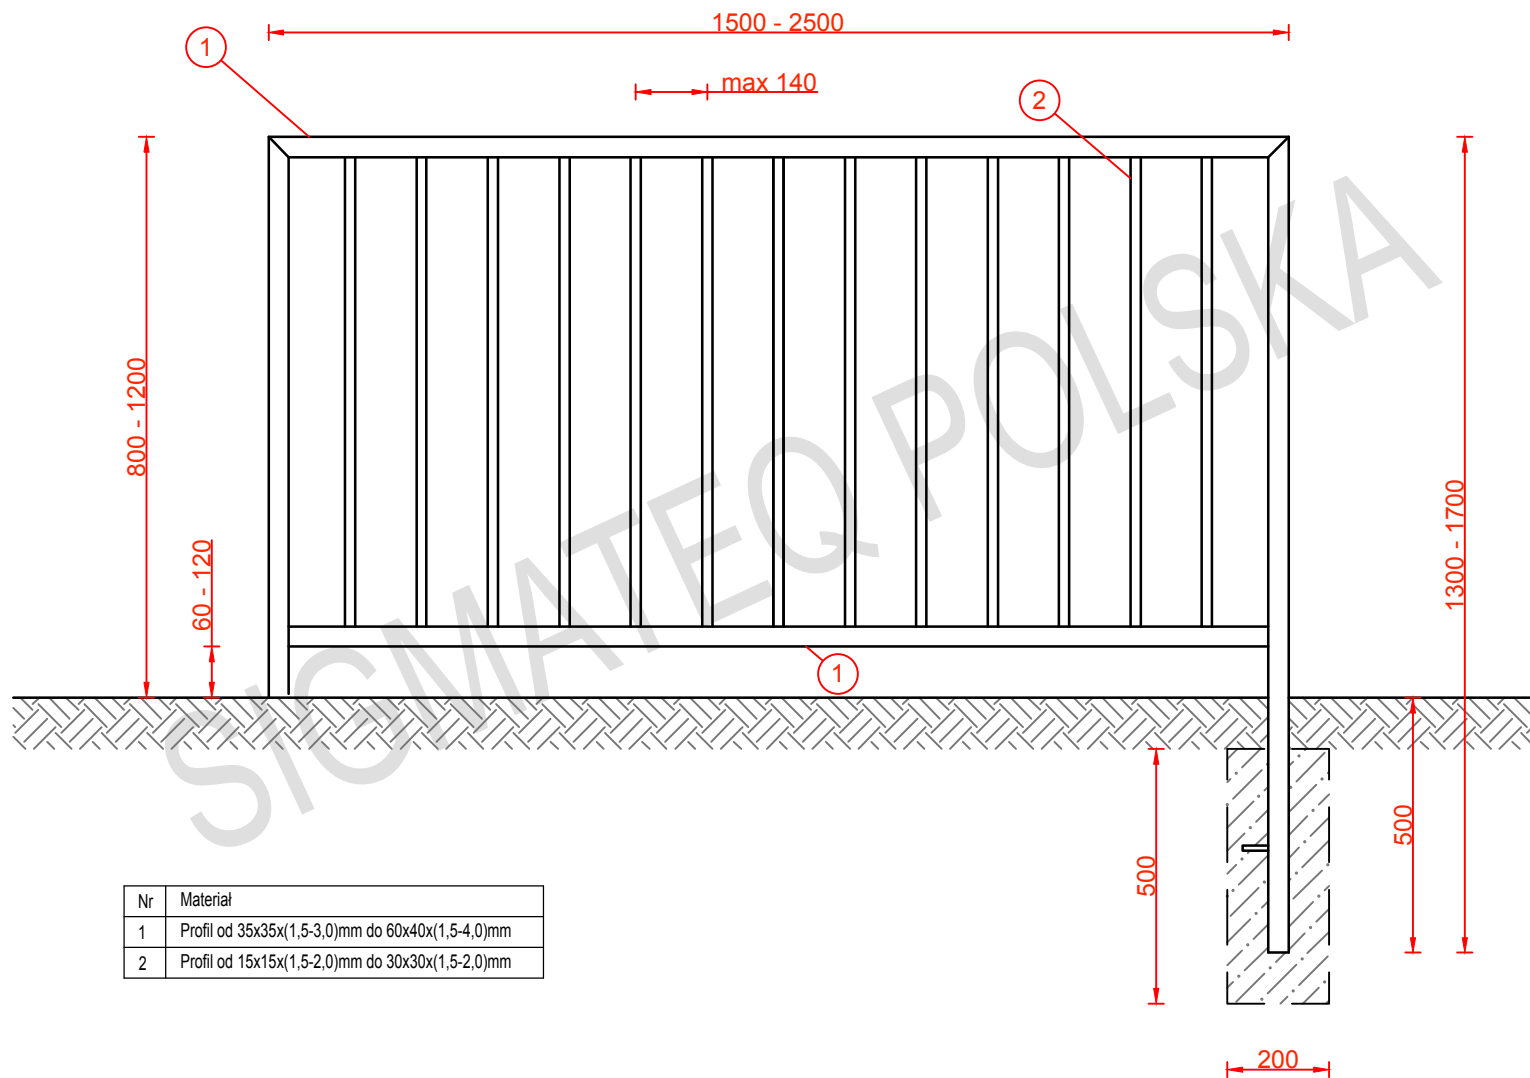 1500 - 2500
1
max 140
2
800 - 1200
60 - 120
1300 - 1700
1
SIGMATEQ POLSKA
500
500
200
Nr Materiał
1 Profil od 35x35x(1,5-3,0)mm do 60x40x(1,5-4,0)mm
2 Profil od 15x15x(1,5-2,0)mm do 30x30x(1,5-2,0)mm